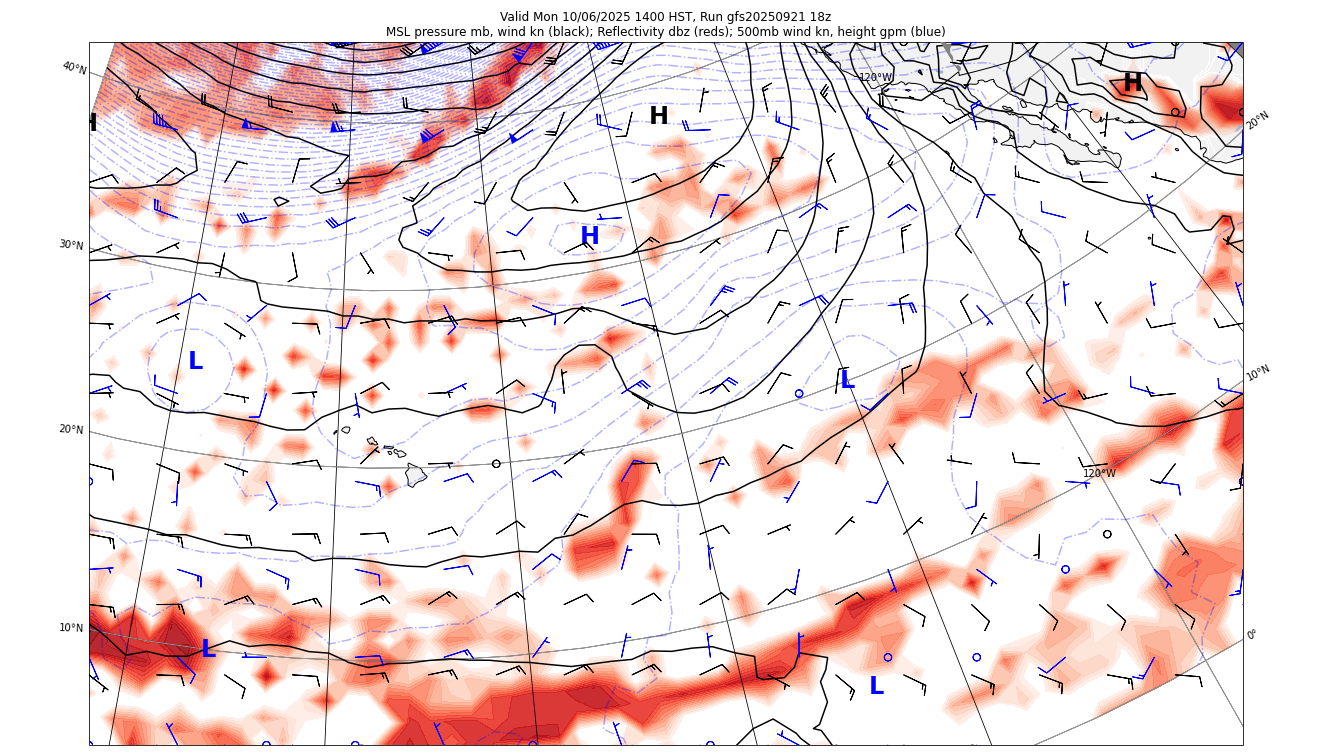 Valid Mon 10/06/2025 1400 HST, Run gfs20250921 18z
MSL pressure mb, wind kn (black); Reflectivity dbz (reds); 500mb wind kn, height gpm (blue)
40°N
120°W
H
H
H
20°N
30°N
H
L
L
10°N
20°N
120°W
10°N
L
0°
L